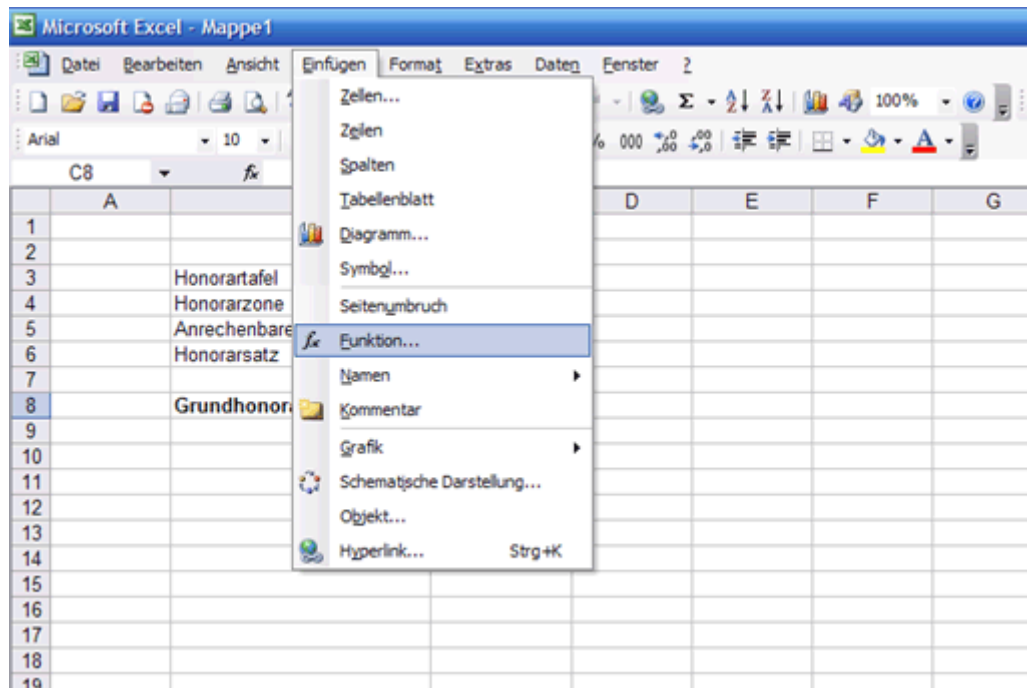 Microsoft Excel - Mappe1
Datei Bearbeiten Ansicht Einfügen Format Extras Daten Fenster ?
100%
Arial 10 % 000
C8 fx
A D E F G
Zellen...
Zeilen
Spalten
Tabellenblatt
Diagramm...
Symbol...
Seitenumbruch
Funktion...
Namen
Kommentar
Grafik
Schematische Darstellung...
Objekt...
Hyperlink... Strg+K
1
2
3 Honorartafel
4 Honorarzone
5 Anrechenbare
6 Honorarsatz
7
8 Grundhonor
9
10
11
12
13
14
15
16
17
18
19